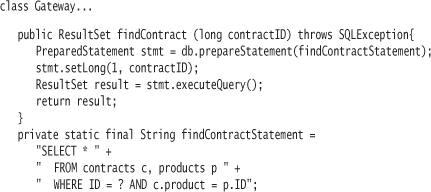 class Gateway...
public ResultSet findContract (long contractID) throws SQLException{
PreparedStatement stmt = db.prepareStatement(findContractStatement);
stmt.setLong(1, contractID);
ResultSet result = stmt.executeQuery();
return result;
}
private static final String findContractStatement =
"SELECT * " +
" FROM contracts c, products p " +
" WHERE ID = ? AND c.product = p.ID";